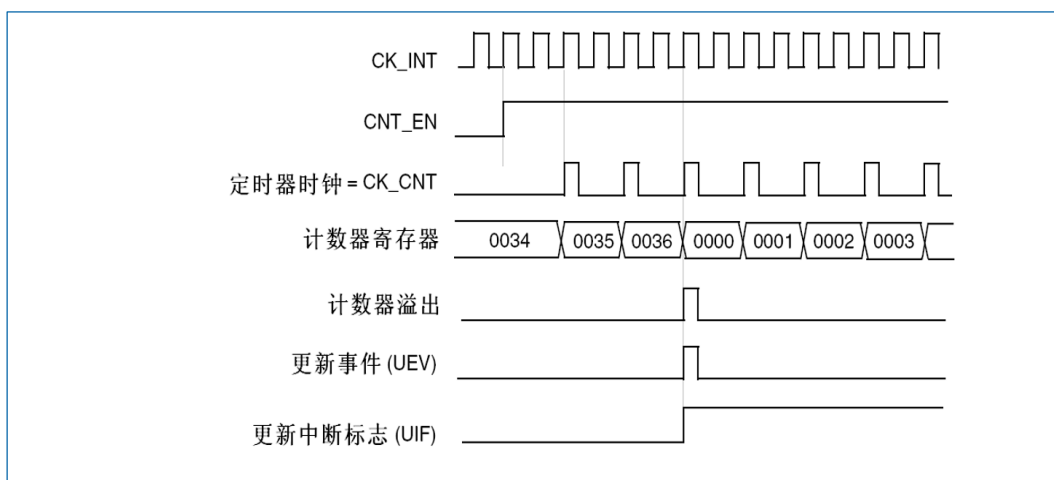 CK_INT
CNT_EN
定时器时钟 = CK_CNT
计数器寄存器 0034 0035 0036 0000 0001 0002 0003
计数器溢出
更新事件 (UEV)
更新中断标志 (UIF)